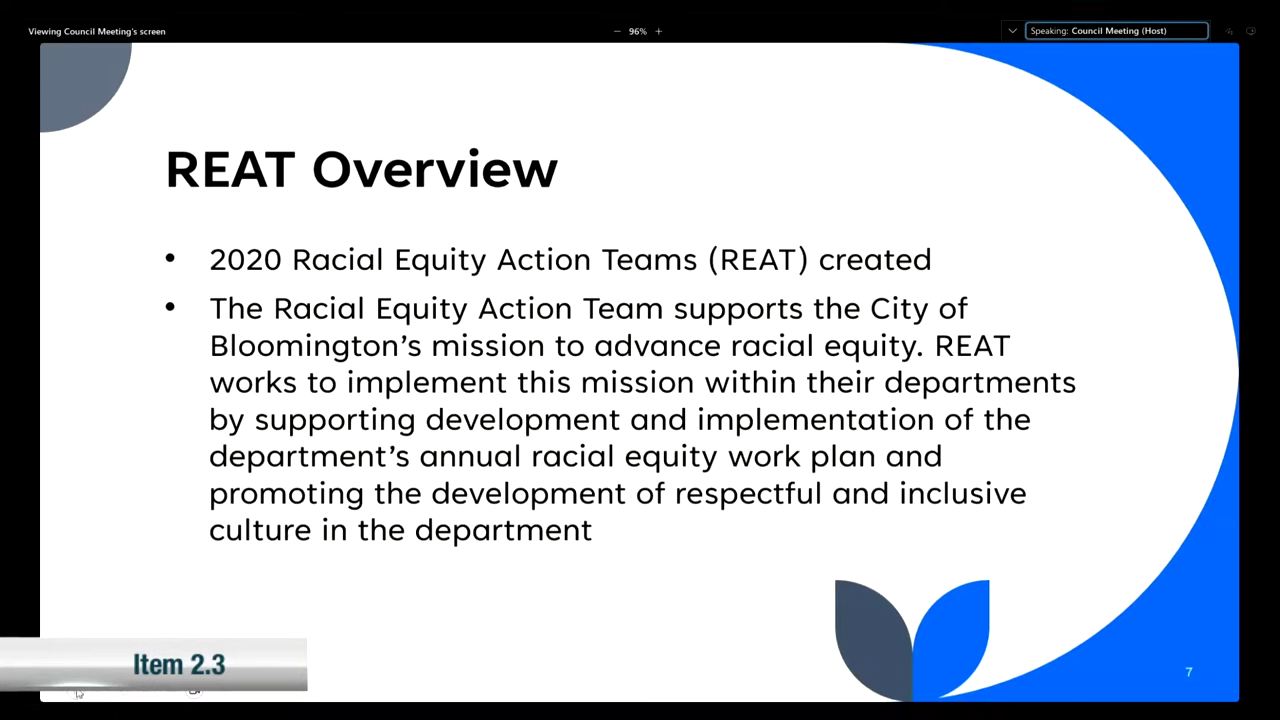 Viewing Council Meeting's screen
− 96% +
Speaking: Council Meeting (Host)
REAT Overview
• 2020 Racial Equity Action Teams (REAT) created
• The Racial Equity Action Team supports the City of
Bloomington’s mission to advance racial equity. REAT
works to implement this mission within their departments
by supporting development and implementation of the
department’s annual racial equity work plan and
promoting the development of respectful and inclusive
culture in the department
Item 2.3
7